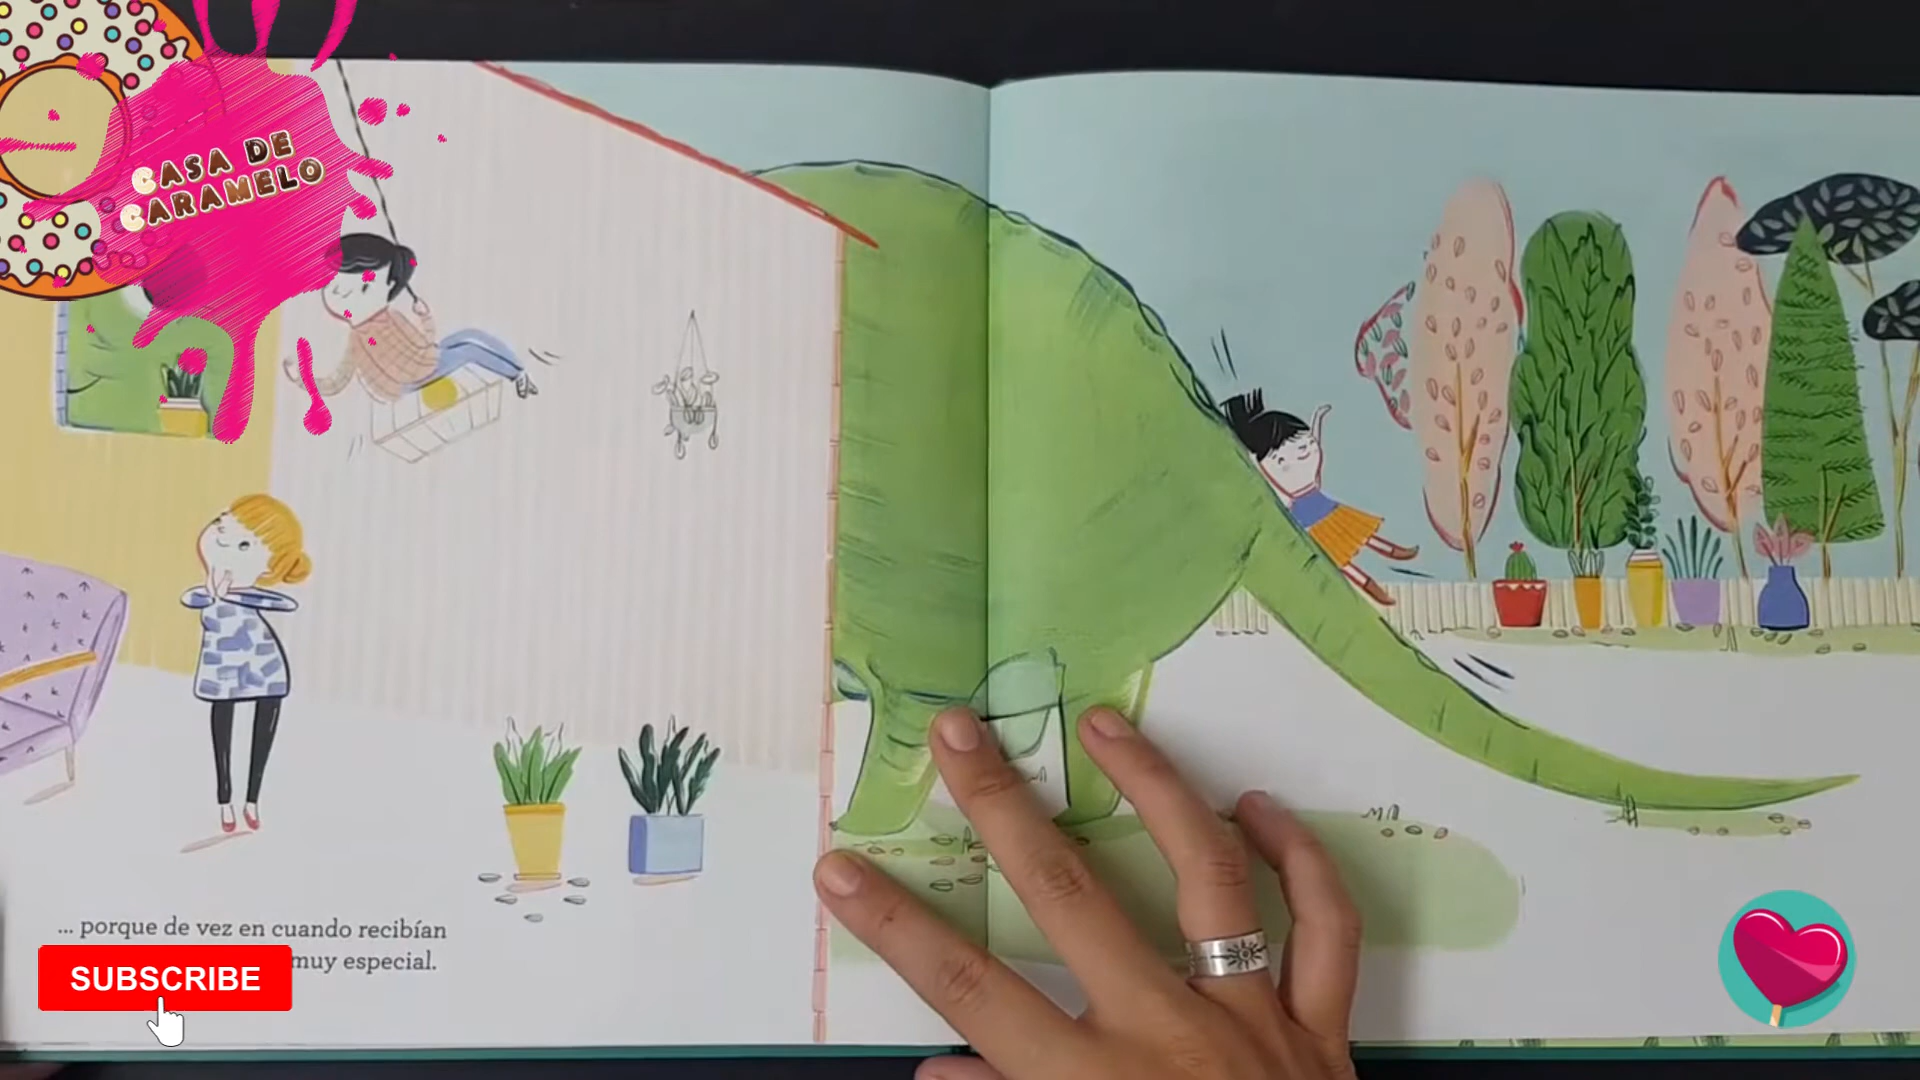 CASA DE
CARAMELO
... porque de vez en cuando recibían
muy especial.
SUBSCRIBE